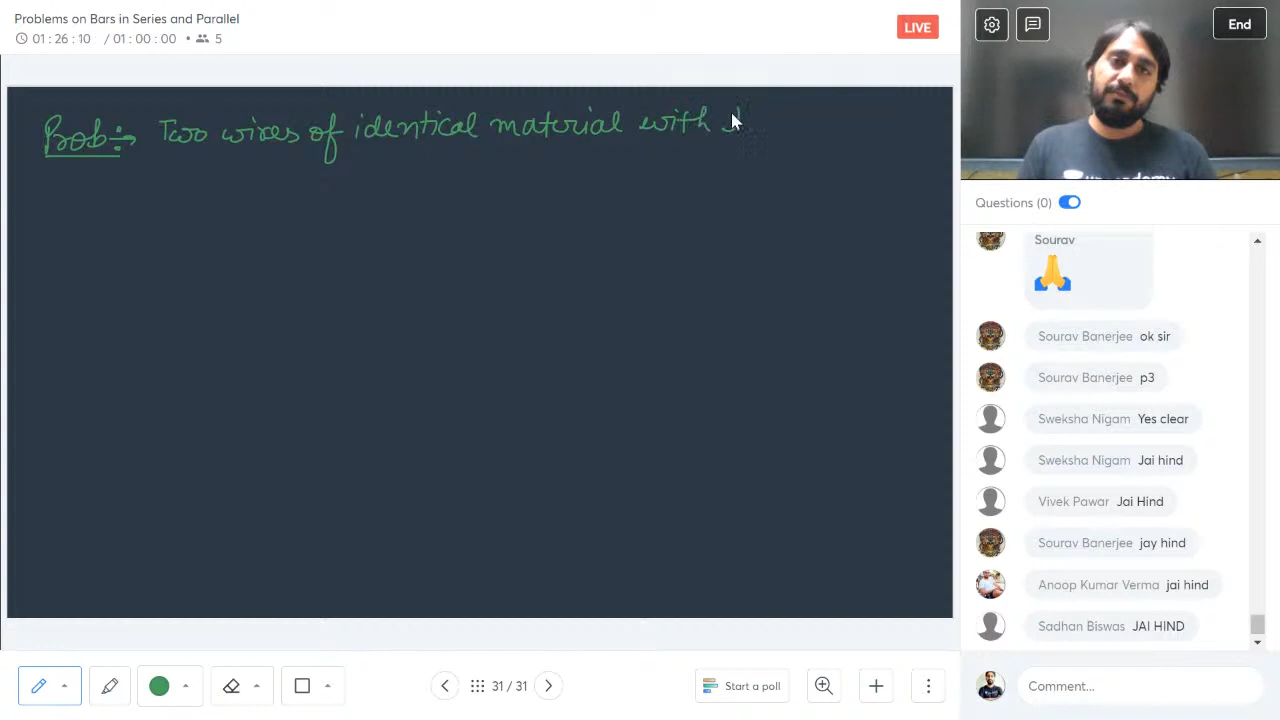 Problems on Bars in Series and Parallel
01 : 26 : 10 / 01 : 00 : 00 • 5
LIVE
End
Prob:→ Two wires of identical material with
Questions (0)
Sourav
🙏
Sourav Banerjee ok sir
Sourav Banerjee p3
Sweksha Nigam Yes clear
Sweksha Nigam Jai hind
Vivek Pawar Jai Hind
Sourav Banerjee jay hind
Anoop Kumar Verma jai hind
Sadhan Biswas JAI HIND
31 / 31
Start a poll
Comment...